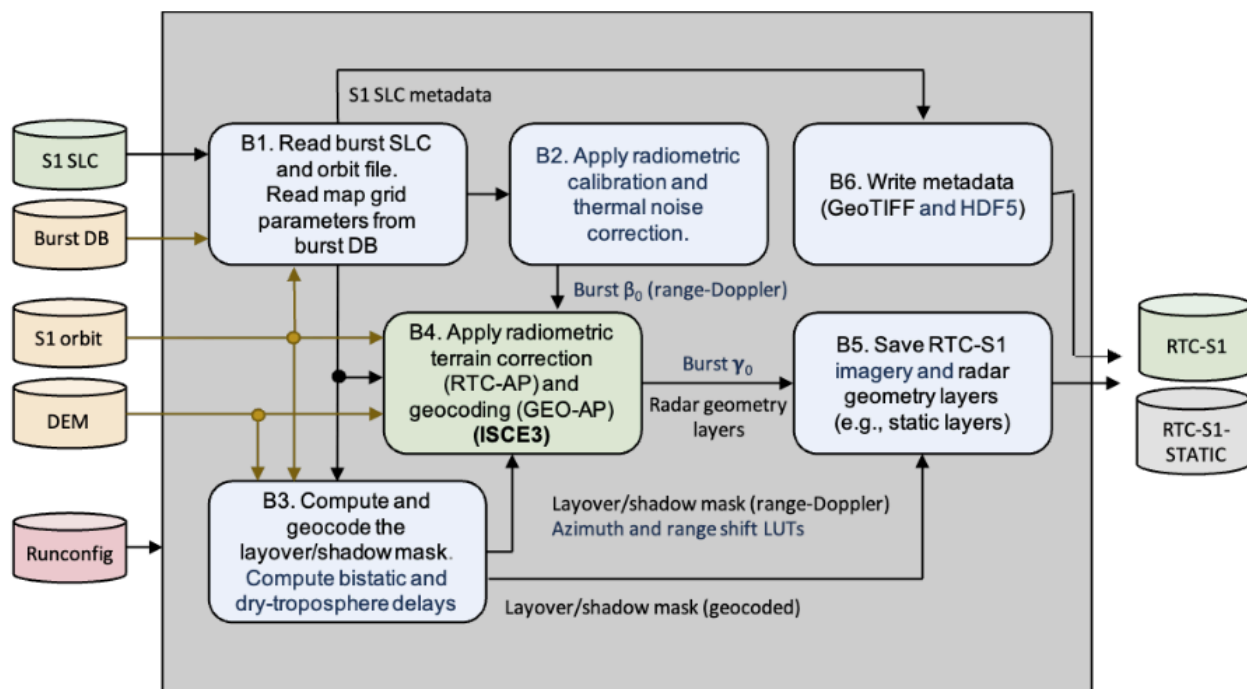 S1 SLC metadata
S1 SLC
Burst DB
S1 orbit
DEM
Runconfig
B1. Read burst SLC
and orbit file.
Read map grid
parameters from
burst DB
B2. Apply radiometric
calibration and
thermal noise
correction.
B6. Write metadata
(GeoTIFF and HDF5)
Burst β₀ (range-Doppler)
B4. Apply radiometric
terrain correction
(RTC-AP) and
geocoding (GEO-AP)
(ISCE3)
Burst γ₀
Radar geometry
layers
B5. Save RTC-S1
imagery and radar
geometry layers
(e.g., static layers)
RTC-S1
RTC-S1-
STATIC
B3. Compute and
geocode the
layover/shadow mask.
Compute bistatic and
dry-troposphere delays
Layover/shadow mask (range-Doppler)
Azimuth and range shift LUTs
Layover/shadow mask (geocoded)